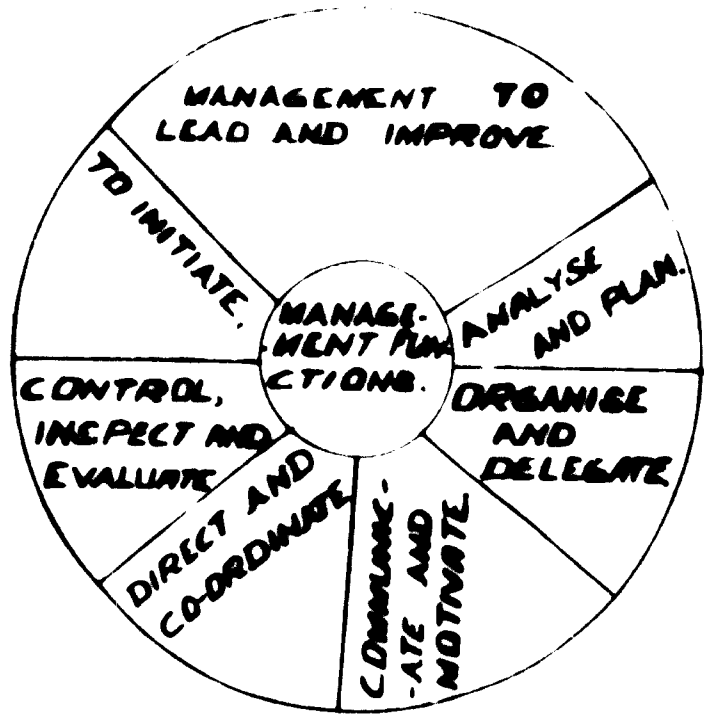 MANAGEMENT TO
LEAD AND IMPROVE
ANALYSE
AND PLAN.
ORGANISE
AND
DELEGATE
COMMUNIC-
-ATE AND
MOTIVATE
DIRECT AND
CO-ORDINATE
CONTROL,
INSPECT AND
EVALUATE
TO INITIATE.
MANAGE-
-MENT FUN-
CTIONS.